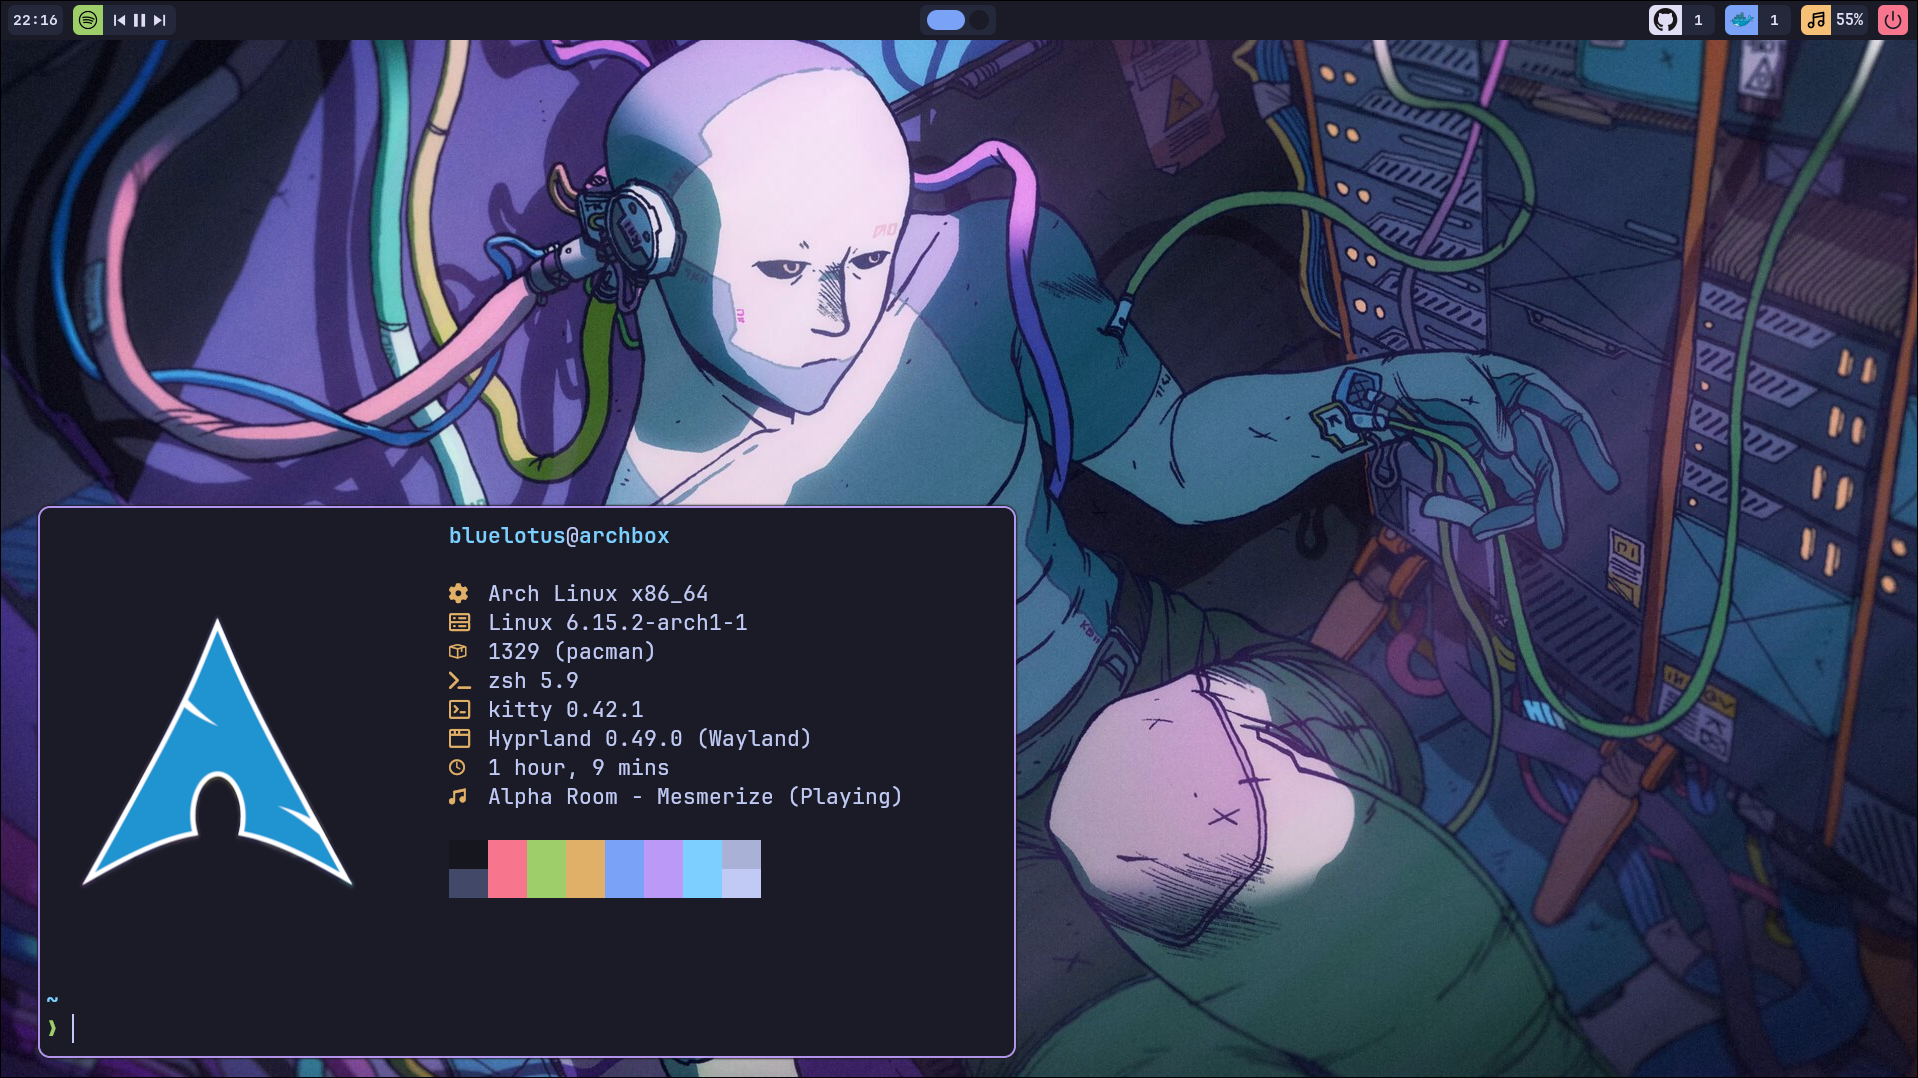 22:16
1
1
55%
bluelotus@archbox
Arch Linux x86_64
Linux 6.15.2-arch1-1
1329 (pacman)
zsh 5.9
kitty 0.42.1
Hyprland 0.49.0 (Wayland)
1 hour, 9 mins
Alpha Room - Mesmerize (Playing)
~
❯